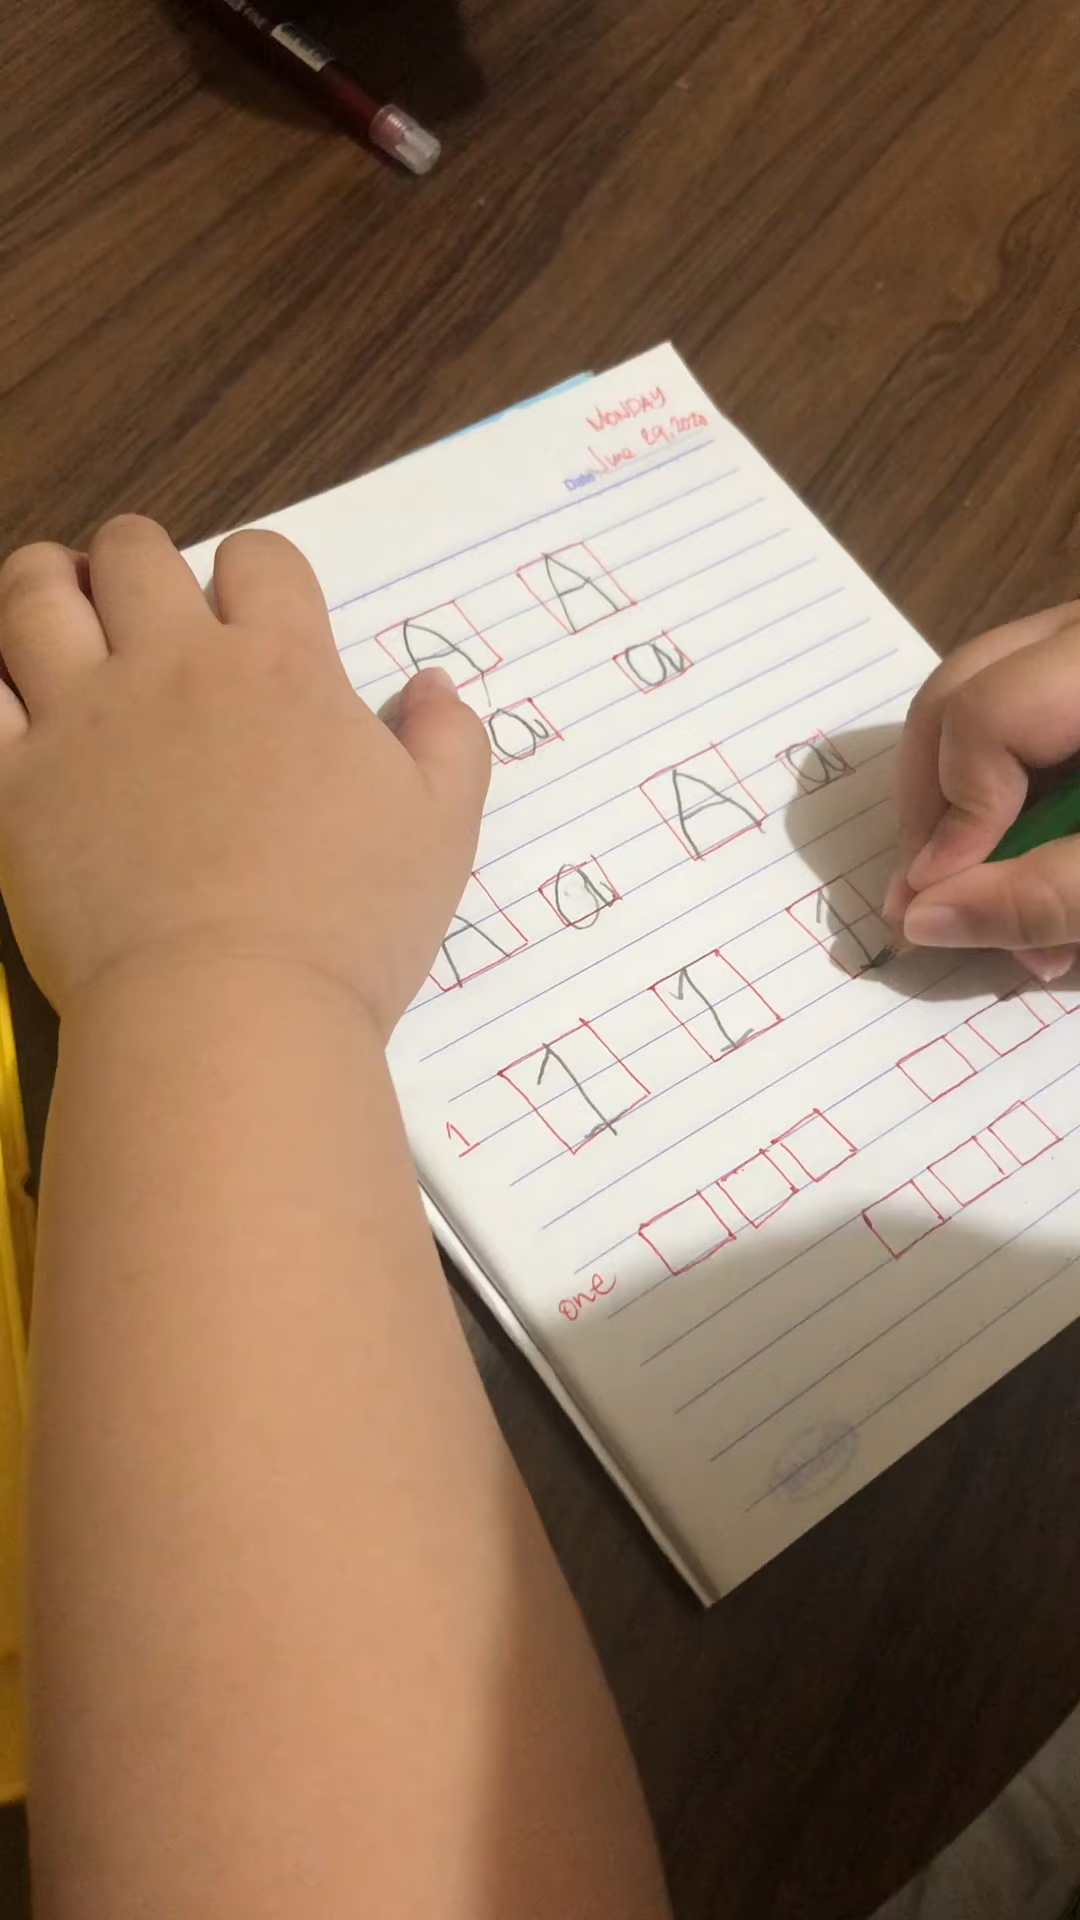 MONDAY
June 29, 2020
Date:
A A
a a
A a A a
1 1 1 1
one